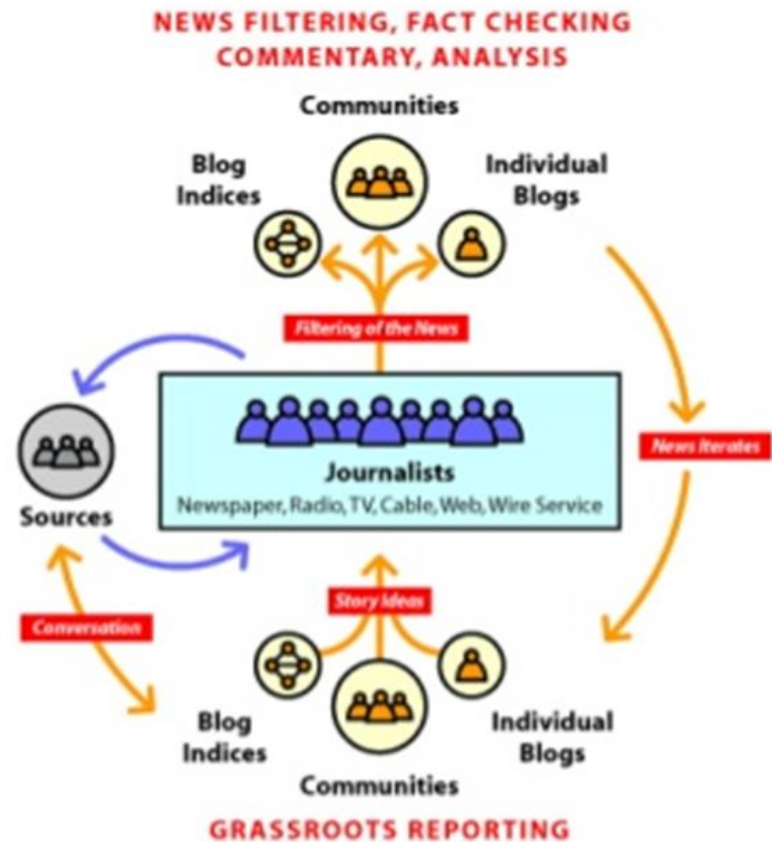 NEWS FILTERING, FACT CHECKING
COMMENTARY, ANALYSIS
Communities
Blog
Indices
Individual
Blogs
Filtering of the News
News Iterates
Journalists
Newspaper, Radio, TV, Cable, Web, Wire Service
Sources
Story Ideas
Conversation
Blog
Indices
Individual
Blogs
Communities
GRASSROOTS REPORTING